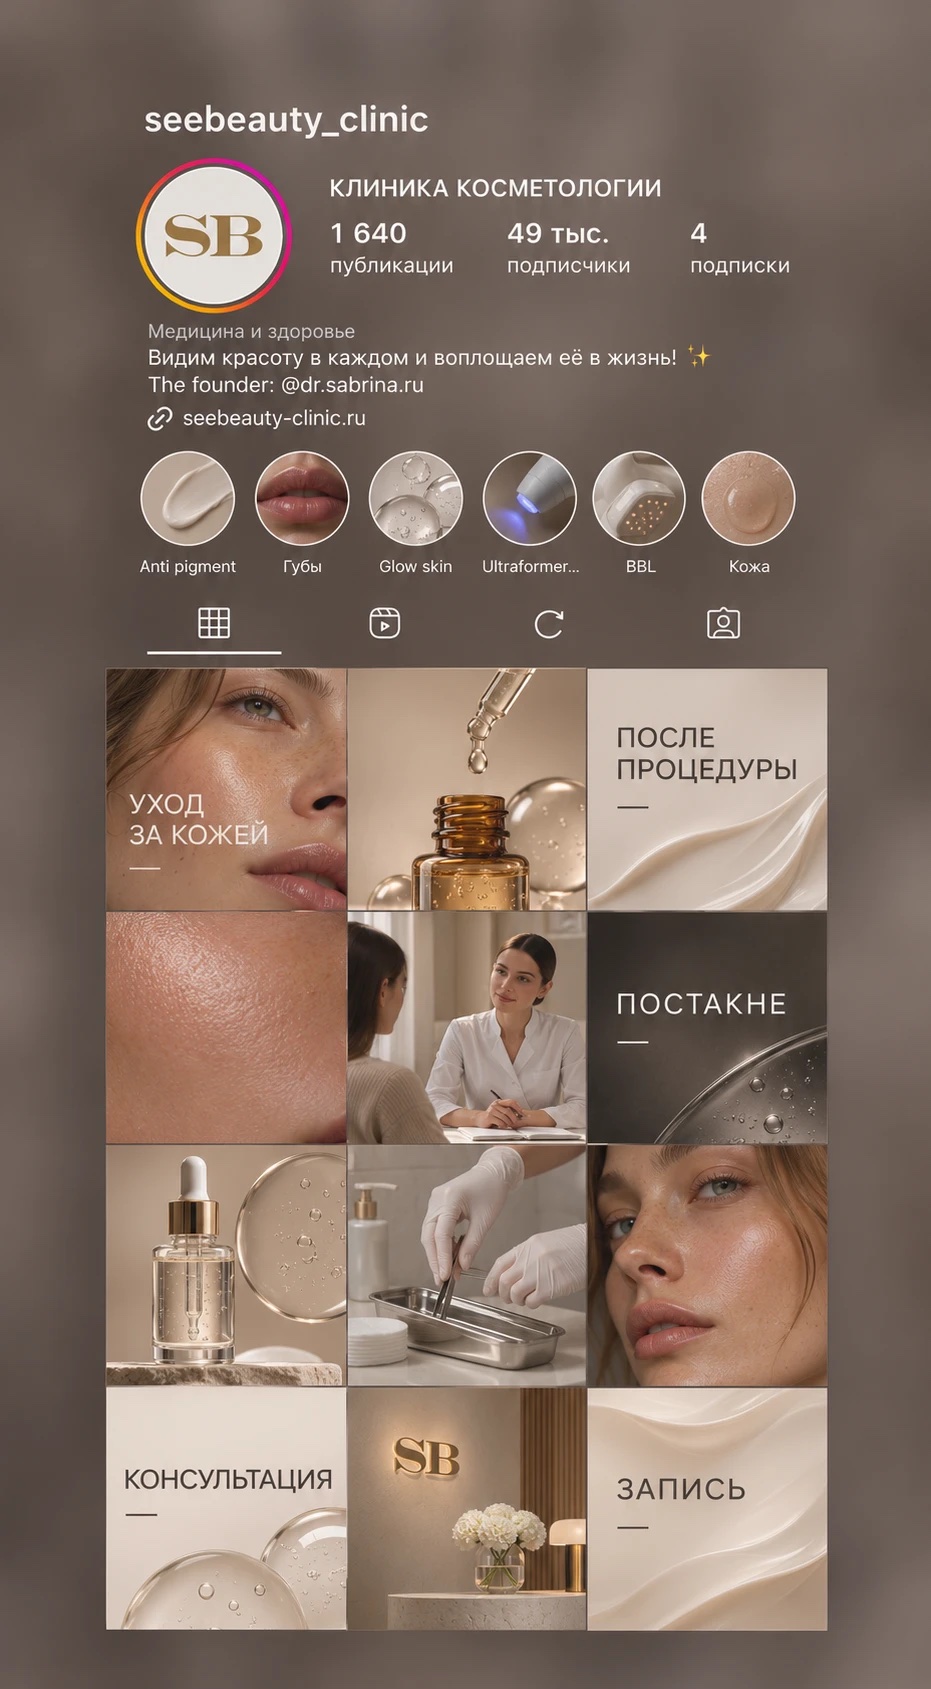 seebeauty_clinic
SB
КЛИНИКА КОСМЕТОЛОГИИ
1 640 49 тыс. 4
публикации подписчики подписки
Медицина и здоровье
Видим красоту в каждом и воплощаем её в жизнь! ✨
The founder: @dr.sabrina.ru
seebeauty-clinic.ru
Anti pigment Губы Glow skin Ultraformer... BBL Кожа
УХОД
ЗА КОЖЕЙ
ПОСЛЕ
ПРОЦЕДУРЫ
ПОСТАКНЕ
КОНСУЛЬТАЦИЯ
SB
ЗАПИСЬ